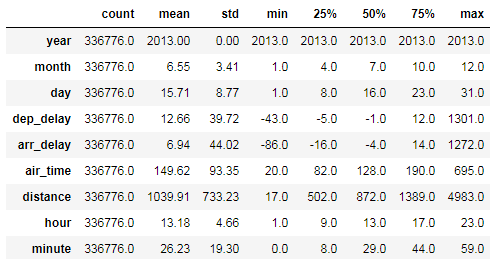 count mean std min 25% 50% 75% max
year 336776.0 2013.00 0.00 2013.0 2013.0 2013.0 2013.0 2013.0
month 336776.0 6.55 3.41 1.0 4.0 7.0 10.0 12.0
day 336776.0 15.71 8.77 1.0 8.0 16.0 23.0 31.0
dep_delay 336776.0 12.66 39.72 -43.0 -5.0 -1.0 12.0 1301.0
arr_delay 336776.0 6.94 44.02 -86.0 -16.0 -4.0 14.0 1272.0
air_time 336776.0 149.62 93.35 20.0 82.0 128.0 190.0 695.0
distance 336776.0 1039.91 733.23 17.0 502.0 872.0 1389.0 4983.0
hour 336776.0 13.18 4.66 1.0 9.0 13.0 17.0 23.0
minute 336776.0 26.23 19.30 0.0 8.0 29.0 44.0 59.0